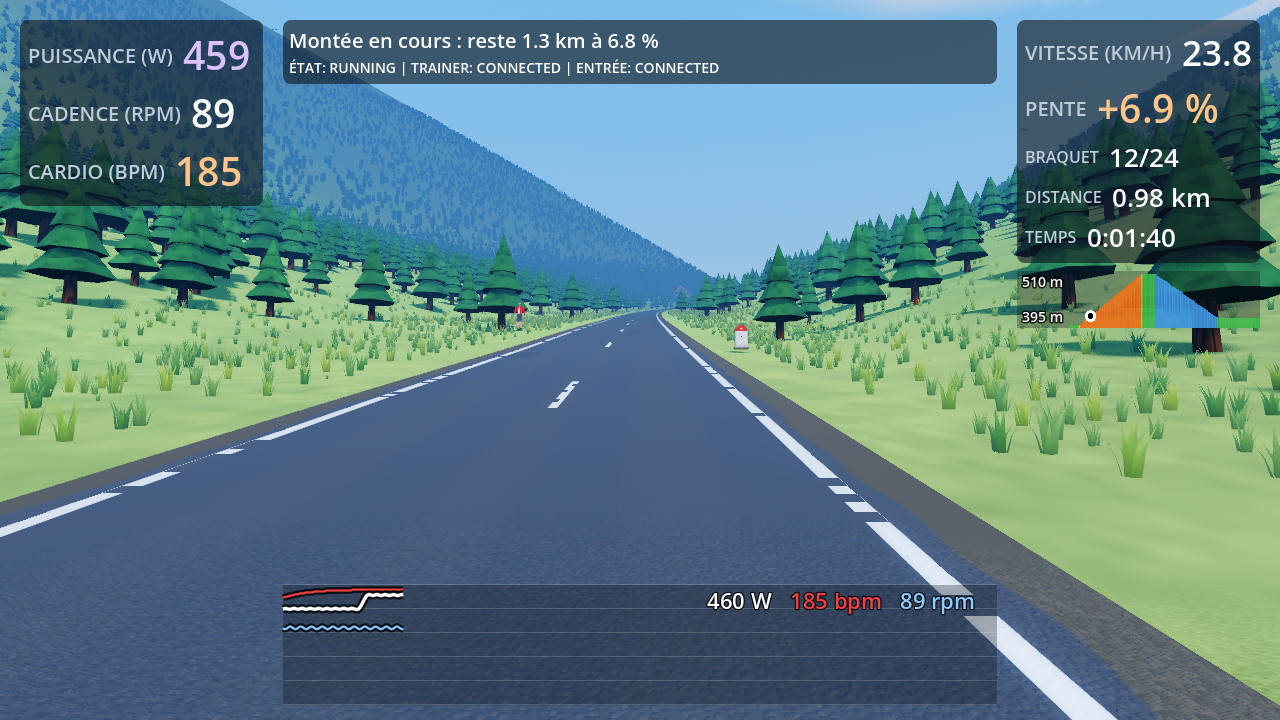 PUISSANCE (W) 459
CADENCE (RPM) 89
CARDIO (BPM) 185
Montée en cours : reste 1.3 km à 6.8 %
ÉTAT: RUNNING | TRAINER: CONNECTED | ENTRÉE: CONNECTED
VITESSE (KM/H) 23.8
PENTE +6.9 %
BRAQUET 12/24
DISTANCE 0.98 km
TEMPS 0:01:40
510 m
395 m
460 W 185 bpm 89 rpm